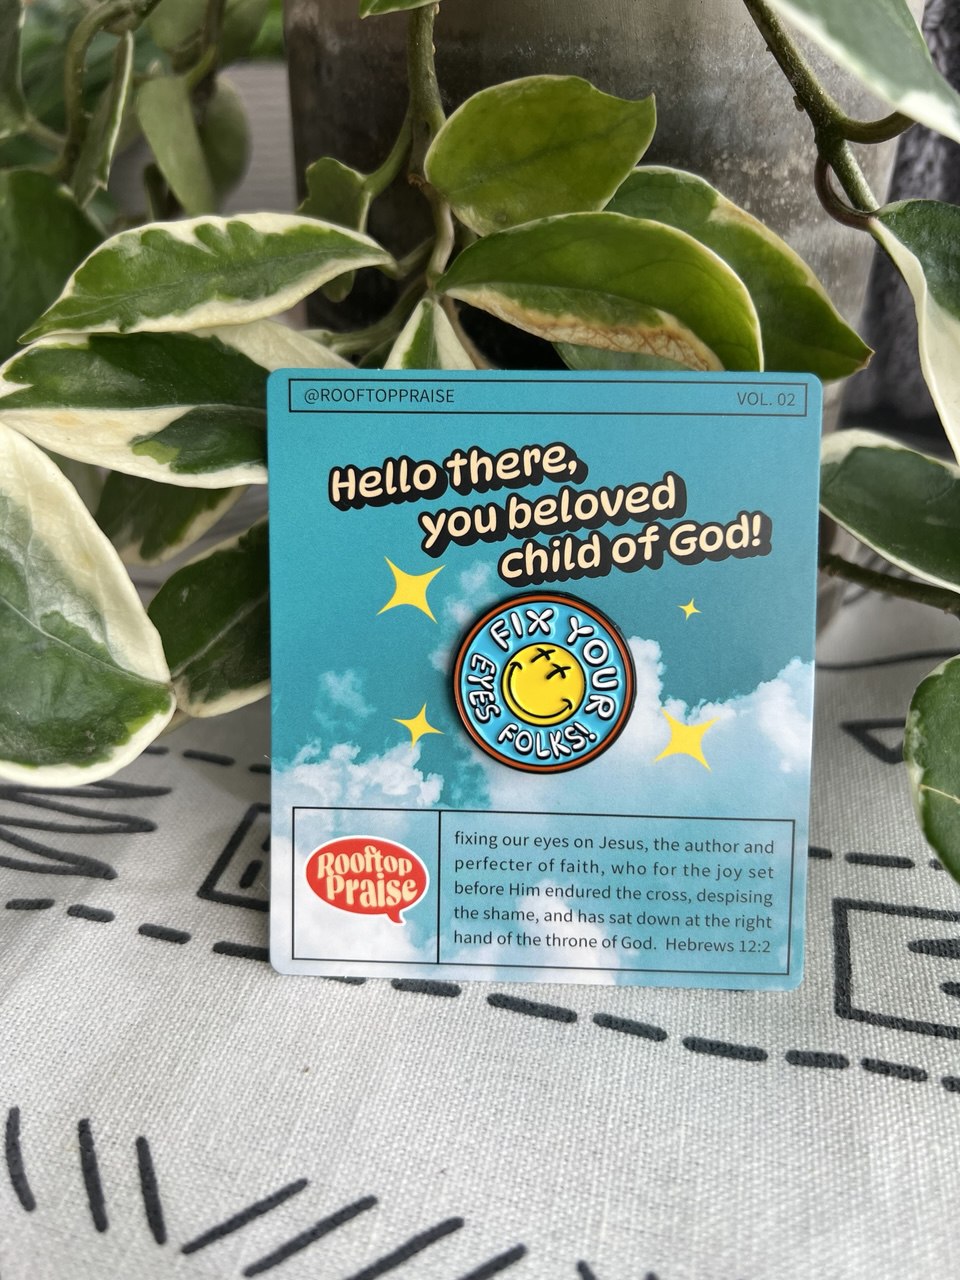 @ROOFTOPPRAISE
VOL. 02
Hello there,
you beloved
child of God!
FIX YOUR
EYES FOLKS!
Rooftop
Praise
fixing our eyes on Jesus, the author and
perfecter of faith, who for the joy set
before Him endured the cross, despising
the shame, and has sat down at the right
hand of the throne of God. Hebrews 12:2